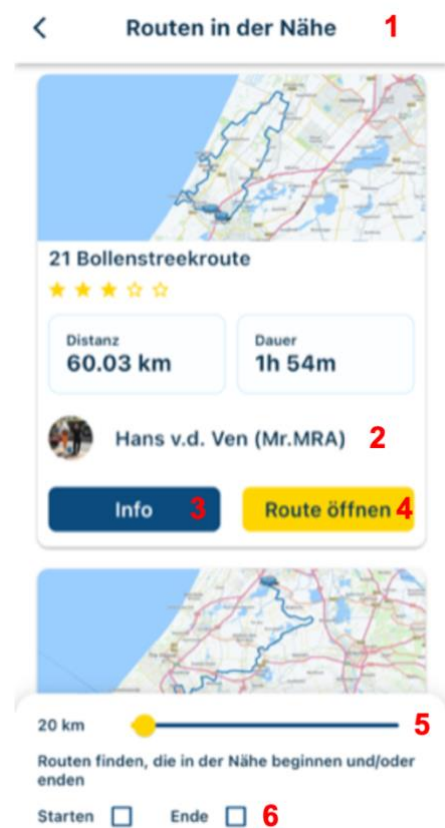 Routen in der Nähe 1
21 Bollenstreekroute
Distanz
60.03 km
Dauer
1h 54m
Hans v.d. Ven (Mr.MRA) 2
Info 3
Route öffnen 4
20 km 5
Routen finden, die in der Nähe beginnen und/oder
enden
Starten Ende 6